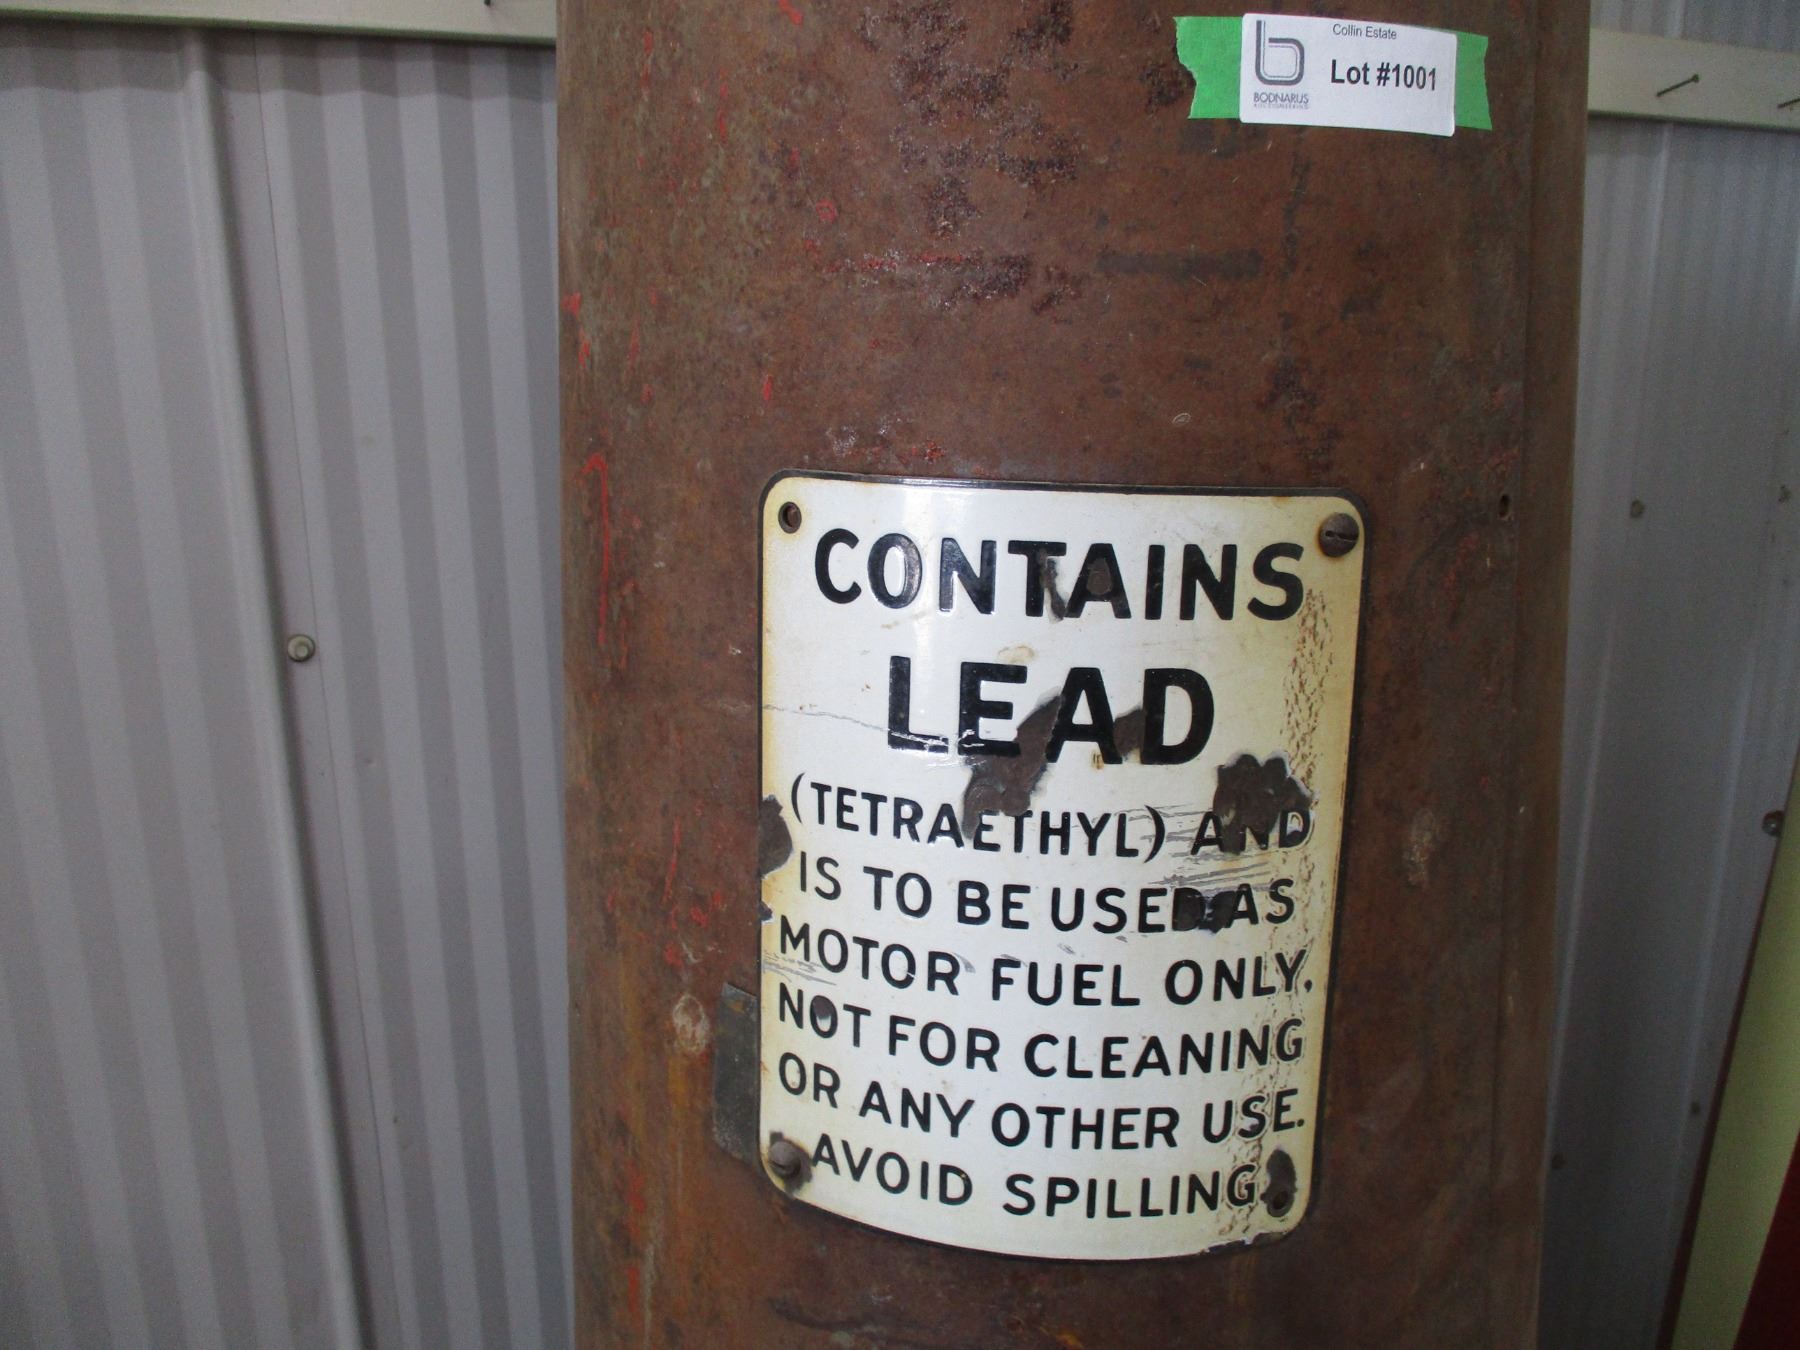 Collin Estate
Lot #1001
BODNARUS
AUCTIONEERING
CONTAINS
LEAD
(TETRAETHYL) AND
IS TO BE USED AS
MOTOR FUEL ONLY.
NOT FOR CLEANING
OR ANY OTHER USE.
AVOID SPILLING.